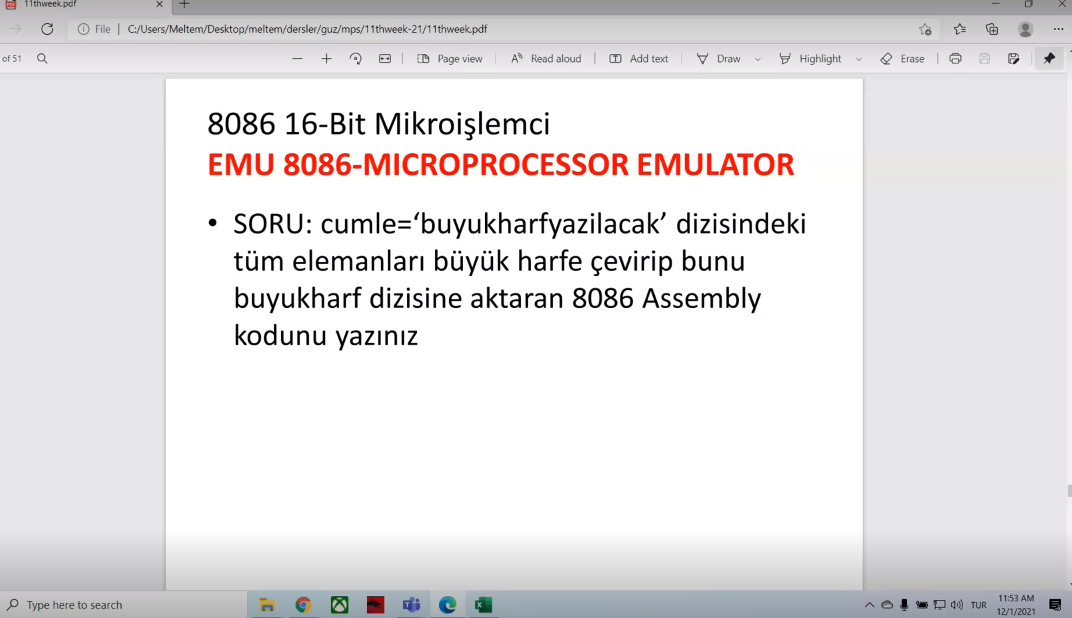 11thweek.pdf
File | C:/Users/Meltem/Desktop/meltem/dersler/guz/mps/11thweek-21/11thweek.pdf
of 51 Page view Read aloud Add text Draw Highlight Erase
8086 16-Bit Mikroişlemci
EMU 8086-MICROPROCESSOR EMULATOR
• SORU: cumle=‘buyukharfyazilacak’ dizisindeki
tüm elemanları büyük harfe çevirip bunu
buyukharf dizisine aktaran 8086 Assembly
kodunu yazınız
Type here to search
TUR
11:53 AM
12/1/2021